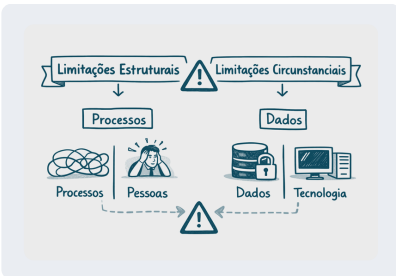 Limitações Estruturais
Limitações Circunstanciais
Processos
Dados
Processos
Pessoas
Dados
Tecnologia